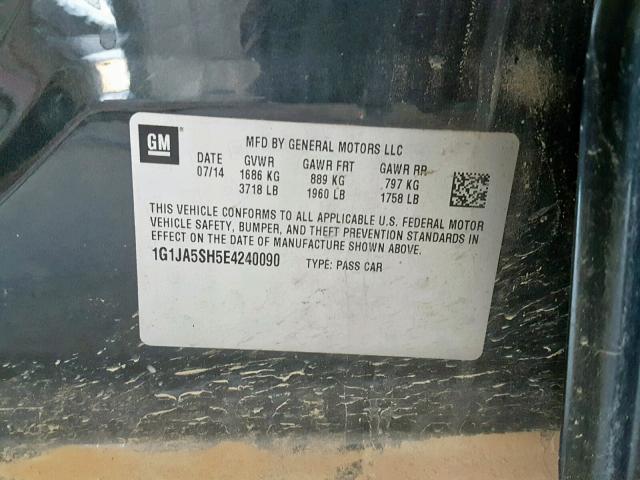 GM
MFD BY GENERAL MOTORS LLC
DATE GVWR GAWR FRT GAWR RR
07/14 1686 KG 889 KG 797 KG
3718 LB 1960 LB 1758 LB
THIS VEHICLE CONFORMS TO ALL APPLICABLE U.S. FEDERAL MOTOR
VEHICLE SAFETY, BUMPER, AND THEFT PREVENTION STANDARDS IN
EFFECT ON THE DATE OF MANUFACTURE SHOWN ABOVE.
1G1JA5SH5E4240090 TYPE: PASS CAR